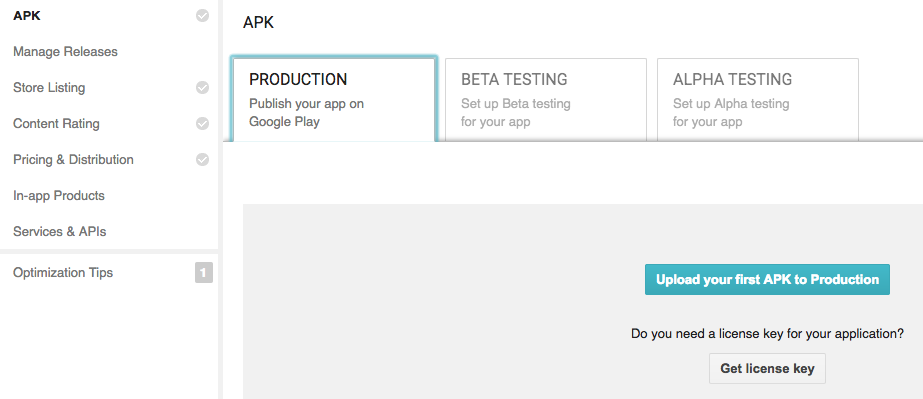 APK
Manage Releases
Store Listing
Content Rating
Pricing & Distribution
In-app Products
Services & APIs
Optimization Tips 1
APK
PRODUCTION
Publish your app on
Google Play
BETA TESTING
Set up Beta testing
for your app
ALPHA TESTING
Set up Alpha testing
for your app
Upload your first APK to Production
Do you need a license key for your application?
Get license key